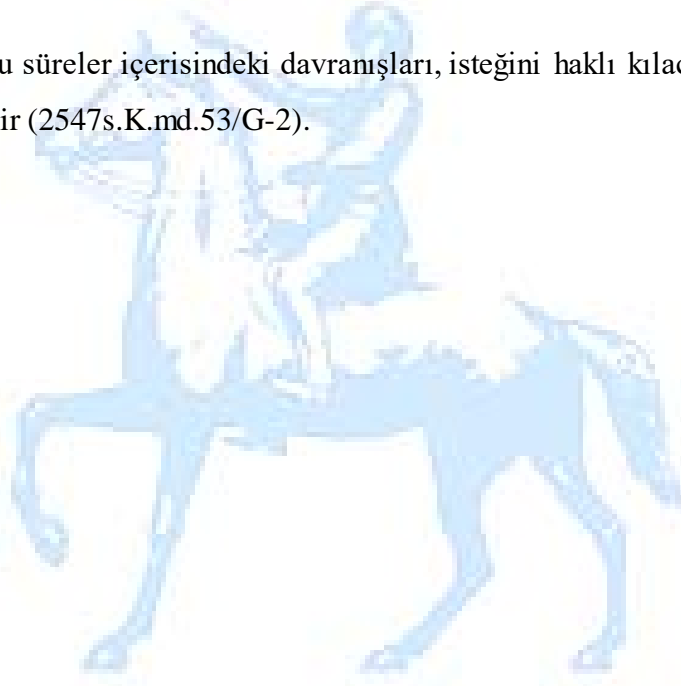 u süreler içerisindeki davranışları, isteğini haklı kılac
ir (2547s.K.md.53/G-2).